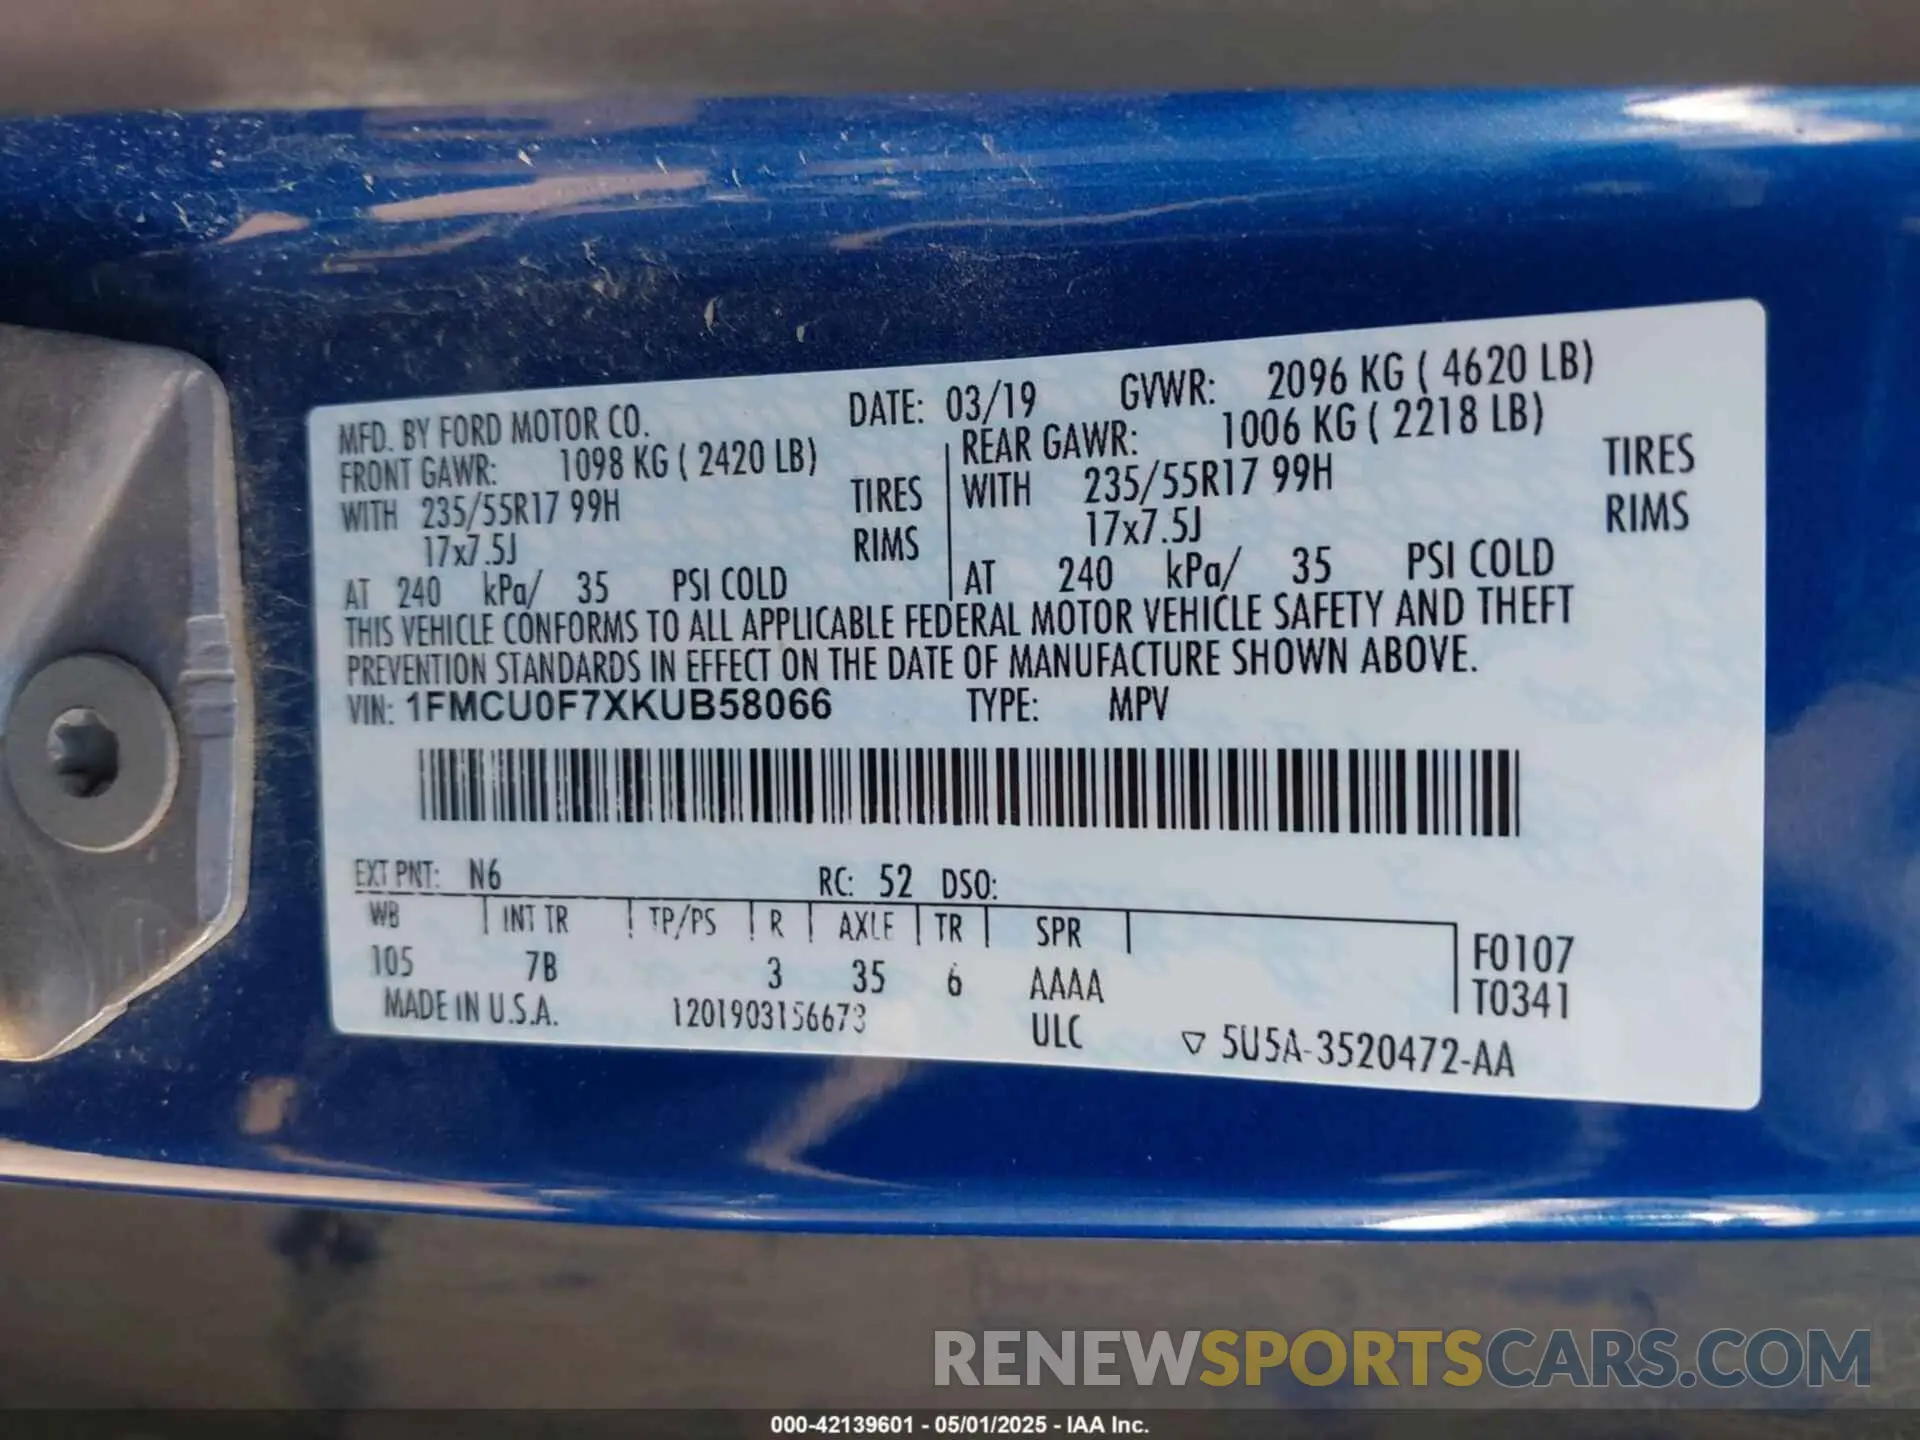 MFD. BY FORD MOTOR CO. DATE: 03/19 GVWR: 2096 KG ( 4620 LB)
FRONT GAWR: 1098 KG ( 2420 LB) REAR GAWR: 1006 KG ( 2218 LB)
WITH 235/55R17 99H TIRES WITH 235/55R17 99H TIRES
17x7.5J RIMS 17x7.5J RIMS
AT 240 kPa/ 35 PSI COLD AT 240 kPa/ 35 PSI COLD
THIS VEHICLE CONFORMS TO ALL APPLICABLE FEDERAL MOTOR VEHICLE SAFETY AND THEFT
PREVENTION STANDARDS IN EFFECT ON THE DATE OF MANUFACTURE SHOWN ABOVE.
VIN: 1FMCU0F7XKUB58066 TYPE: MPV
EXT PNT: N6 RC: 52 DSO:
WB INT TR TP/PS R AXLE TR SPR F0107
105 7B 3 35 6 AAAA T0341
MADE IN U.S.A. 1201903156673 ULC 5U5A-3520472-AA
RENEWSPORTSCARS.COM
000-42139601 - 05/01/2025 - IAA Inc.